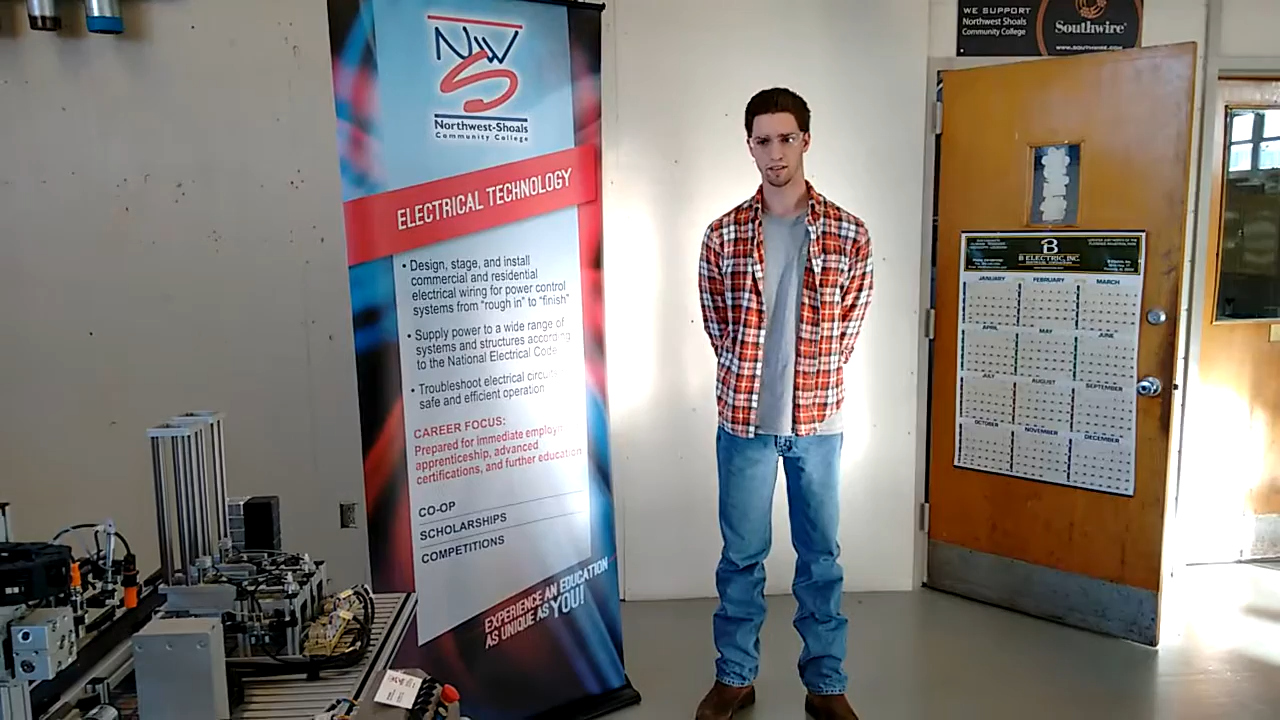 NWS
Northwest-Shoals
Community College
ELECTRICAL TECHNOLOGY
• Design, stage, and install
commercial and residential
electrical wiring for power control
systems from "rough in" to "finish"
• Supply power to a wide range of
systems and structures according
to the National Electrical Code
• Troubleshoot electrical
safe and efficient operation
CAREER FOCUS:
Prepared for immediate
apprenticeship, advanced
certifications, and further education
CO-OP
SCHOLARSHIPS
COMPETITIONS
EXPERIENCE AN EDUCATION
AS UNIQUE AS YOU!
WE SUPPORT
Northwest Shoals
Community College
Southwire
WWW.SOUTHWIRE.COM
B
B ELECTRIC, INC
JANUARY FEBRUARY MARCH
APRIL MAY JUNE
JULY AUGUST SEPTEMBER
OCTOBER NOVEMBER DECEMBER